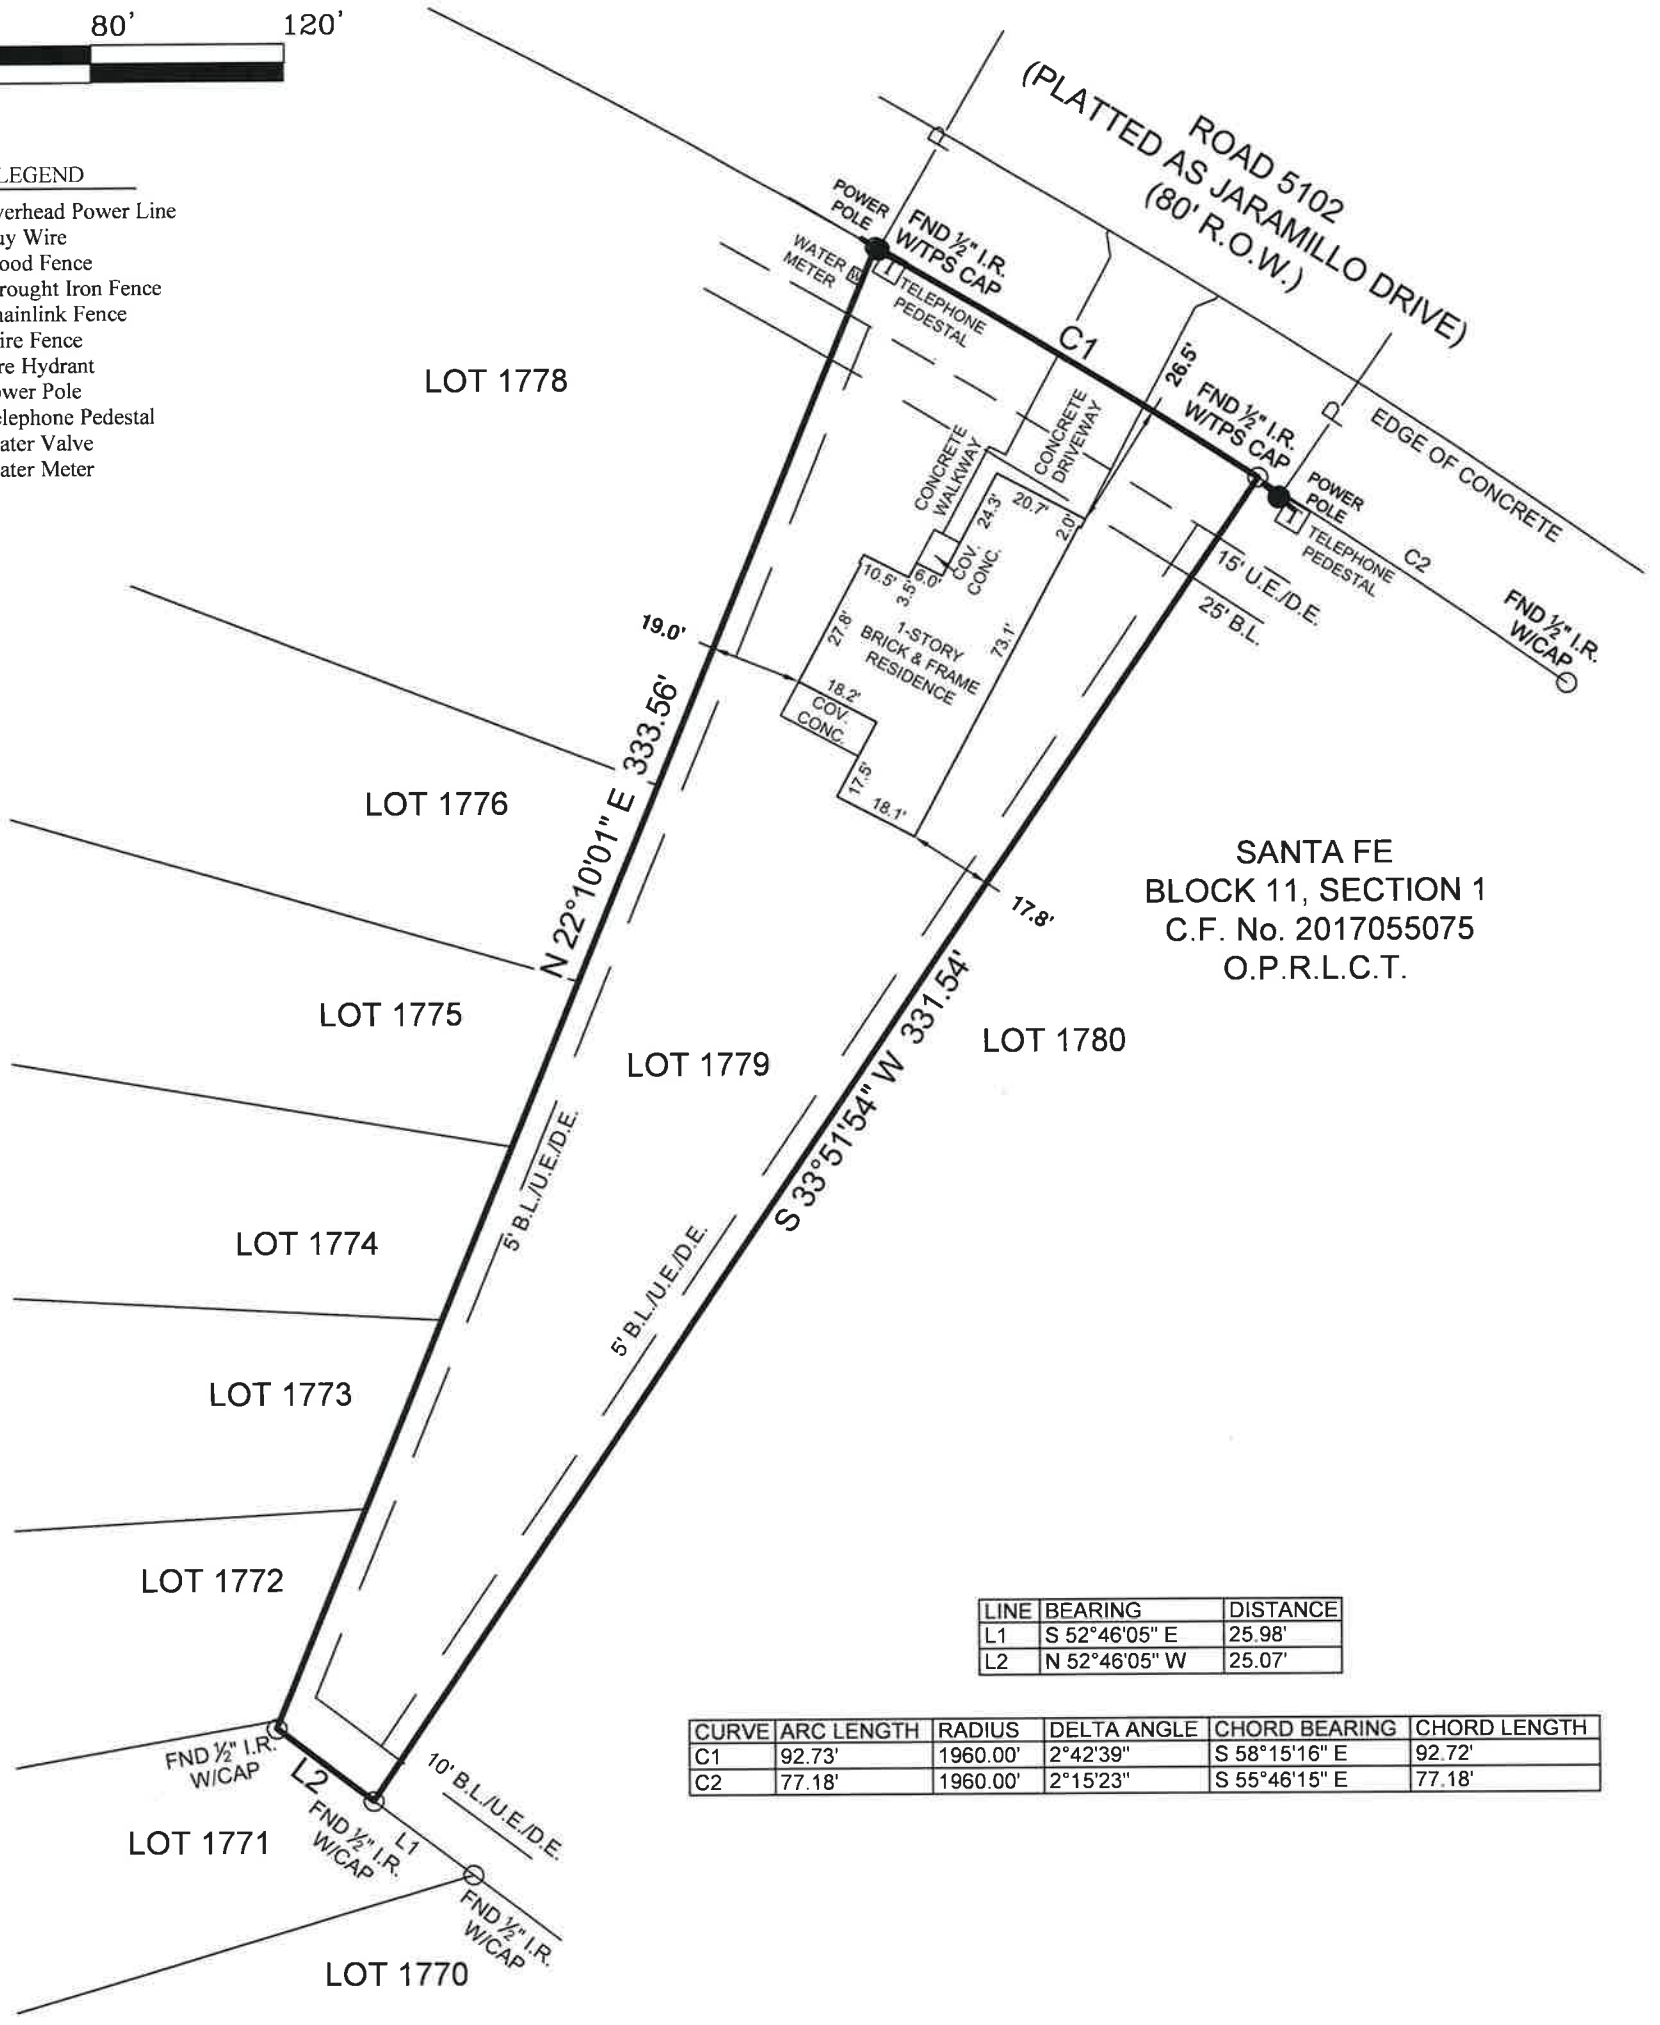 80' 120'
LEGEND
verhead Power Line
uy Wire
ood Fence
rought Iron Fence
hainlink Fence
ire Fence
re Hydrant
ower Pole
elephone Pedestal
ater Valve
ater Meter
ROAD 5102
(PLATTED AS JARAMILLO DRIVE)
(80' R.O.W.)
P
POWER
POLE
FND ½" I.R.
W/TPS CAP
WATER
METER
W
T
TELEPHONE
PEDESTAL
C1
26.5'
FND ½" I.R.
W/TPS CAP
P
EDGE OF CONCRETE
POWER
POLE
T
TELEPHONE
PEDESTAL
C2
FND ½" I.R.
W/CAP
15' U.E./D.E.
25' B.L.
CONCRETE
WALKWAY
CONCRETE
DRIVEWAY
24.3'
20.7'
2.0'
COV.
CONC.
10.5'
6.0'
3.5'
27.8'
73.1'
1-STORY
BRICK & FRAME
RESIDENCE
18.2'
COV.
CONC.
17.5'
18.1'
19.0'
17.8'
LOT 1778
N 22°10'01" E 333.56'
LOT 1776
LOT 1775
LOT 1779
LOT 1780
S 33°51'54" W 331.54'
SANTA FE
BLOCK 11, SECTION 1
C.F. No. 2017055075
O.P.R.L.C.T.
5' B.L./U.E./D.E.
5' B.L./U.E./D.E.
LOT 1774
LOT 1773
LOT 1772
LINE BEARING DISTANCE
L1 S 52°46'05" E 25.98'
L2 N 52°46'05" W 25.07'
CURVE ARC LENGTH RADIUS DELTA ANGLE CHORD BEARING CHORD LENGTH
C1 92.73' 1960.00' 2°42'39" S 58°15'16" E 92.72'
C2 77.18' 1960.00' 2°15'23" S 55°46'15" E 77.18'
FND ½" I.R.
W/CAP
L2
FND ½" I.R.
W/CAP
L1
10' B.L./U.E./D.E.
FND ½" I.R.
W/CAP
LOT 1771
LOT 1770